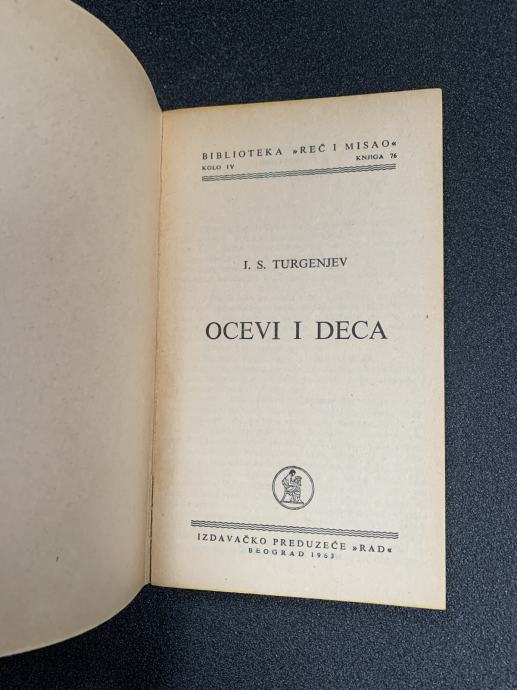 BIBLIOTEKA »REČ I MISAO«
KOLO IV KNJIGA 76
I. S. TURGENJEV
OCEVI I DECA
IZDAVAČKO PREDUZEĆE »RAD«
BEOGRAD 1963